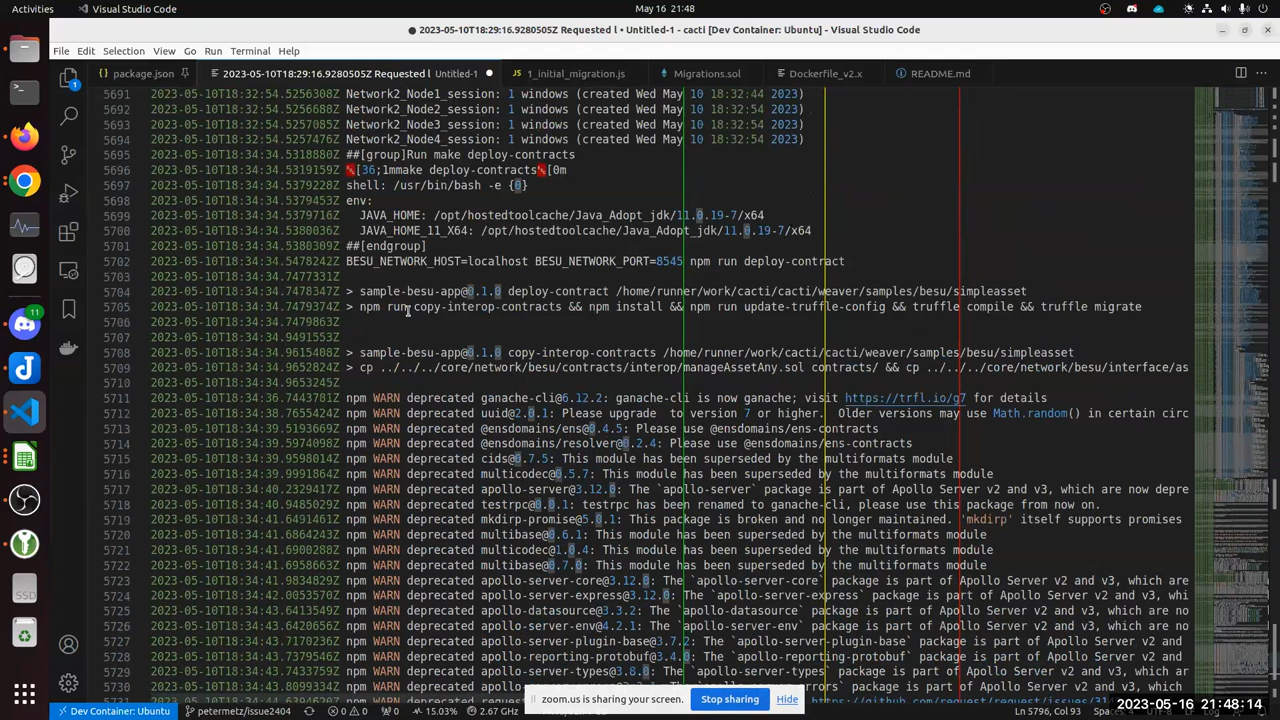 Activities
Visual Studio Code
May 16 21:48
● 2023-05-10T18:29:16.9280505Z Requested l • Untitled-1 - cacti [Dev Container: Ubuntu] - Visual Studio Code
File Edit Selection View Go Run Terminal Help
package.json
2023-05-10T18:29:16.9280505Z Requested l Untitled-1
1_initial_migration.js
Migrations.sol
Dockerfile_v2.x
README.md
5691 2023-05-10T18:32:54.5256308Z Network2_Node1_session: 1 windows (created Wed May 10 18:32:44 2023)
5692 2023-05-10T18:32:54.5256688Z Network2_Node2_session: 1 windows (created Wed May 10 18:32:54 2023)
5693 2023-05-10T18:32:54.5257085Z Network2_Node3_session: 1 windows (created Wed May 10 18:32:54 2023)
5694 2023-05-10T18:32:54.5257476Z Network2_Node4_session: 1 windows (created Wed May 10 18:32:54 2023)
5695 2023-05-10T18:34:34.5318880Z ##[group]Run make deploy-contracts
5696 2023-05-10T18:34:34.5319159Z [36;1mmake deploy-contracts [0m
5697 2023-05-10T18:34:34.5379228Z shell: /usr/bin/bash -e {0}
5698 2023-05-10T18:34:34.5379485Z env:
5699 2023-05-10T18:34:34.5379716Z JAVA_HOME: /opt/hostedtoolcache/Java_Adopt_jdk/11.0.19-7/x64
5700 2023-05-10T18:34:34.5380036Z JAVA_HOME_11_X64: /opt/hostedtoolcache/Java_Adopt_jdk/11.0.19-7/x64
5701 2023-05-10T18:34:34.5380309Z ##[endgroup]
5702 2023-05-10T18:34:34.5478242Z BESU_NETWORK_HOST=localhost BESU_NETWORK_PORT=8545 npm run deploy-contract
5703 2023-05-10T18:34:34.7477331Z
5704 2023-05-10T18:34:34.7478347Z > sample-besu-app@0.1.0 deploy-contract /home/runner/work/cacti/cacti/weaver/samples/besu/simpleasset
5705 2023-05-10T18:34:34.7479374Z > npm run copy-interop-contracts && npm install && npm run update-truffle-config && truffle compile && truffle migrate
5706 2023-05-10T18:34:34.7479863Z
5707 2023-05-10T18:34:34.9491155Z
5708 2023-05-10T18:34:34.9615408Z > sample-besu-app@0.1.0 copy-interop-contracts /home/runner/work/cacti/cacti/weaver/samples/besu/simpleasset
5709 2023-05-10T18:34:34.9653131Z > cp ../../../core/network/besu/contracts/interop/manageAssetAny.sol contracts/ && cp ../../../core/network/besu/interface/as
5710 2023-05-10T18:34:34.9653245Z
5711 2023-05-10T18:34:39.7443781Z npm WARN deprecated ganache-cli@6.12.2: ganache-cli is now ganache; visit https://trfl.io/g7 for details
5712 2023-05-10T18:34:38.7655424Z npm WARN deprecated uuid@2.0.1: Please upgrade to version 7 or higher. Older versions may use Math.random() in certain circ
5713 2023-05-10T18:34:39.4298484Z npm WARN deprecated @ensdomains/ens@0.4.5: Please use @ensdomains/ens-contracts
5714 2023-05-10T18:34:39.5974098Z npm WARN deprecated @ensdomains/resolver@0.2.4: Please use @ensdomains/ens-contracts
5715 2023-05-10T18:34:39.9598014Z npm WARN deprecated cids@0.7.5: This module has been superseded by the multiformats module
5716 2023-05-10T18:34:39.9991864Z npm WARN deprecated multicodec@0.5.7: This module has been superseded by the multiformats module
5717 2023-05-10T18:34:40.2329417Z npm WARN deprecated apollo-server@3.12.0: The `apollo-server` package is part of Apollo Server v2 and v3, which are now depre
5718 2023-05-10T18:34:40.9485029Z npm WARN deprecated testrpc@0.0.1: testrpc has been renamed to ganache-cli, please use this package from now on.
5719 2023-05-10T18:34:41.6491461Z npm WARN deprecated mkdirp-promise@5.0.1: This package is broken and no longer maintained. 'mkdirp' itself supports promises
5720 2023-05-10T18:34:41.6864245Z npm WARN deprecated been superseded by the multiformats module
5721 2023-05-10T18:34:41.6900288Z npm WARN deprecated been superseded by the multiformats module
5722 npm WARN deprecated been superseded by the multiformats module
5723 2023-05-10T18:34:41.9834829Z npm WARN deprecated apollo-server-core@3.12.0: The `apollo-server-core` package is part of Apollo Server v2 and v3, which are
5724 2023-05-10T18:34:42.0053570Z npm WARN deprecated apollo-server-express@3.12.0: The `apollo-server-express` package is part of Apollo Server v2 and v3, whi
5725 2023-05-10T18:34:43.6413549Z npm WARN deprecated apollo-datasource@3.3.2: The `apollo-datasource` package is part of Apollo Server v2 and v3, which are no
5726 2023-05-10T18:34:43.6420656Z npm WARN deprecated apollo-server-env@4.2.1: The `apollo-server-env` package is part of Apollo Server v2 and v3, which are no
5727 2023-05-10T18:34:43.7170236Z npm WARN deprecated apollo-server-plugin-base@3.7.2: The `apollo-server-plugin-base` package is part of Apollo Server v2 and
5728 2023-05-10T18:34:43.7379546Z npm WARN deprecated apollo-reporting-protobuf@3.4.0: The `apollo-reporting-protobuf` package is part of Apollo Server v2 and
5729 2023-05-10T18:34:43.7529155Z npm WARN deprecated apollo-server-types@3.8.0: The `apollo-server-types` package is part of Apollo Server v2 and v3, which are
5730 2023-05-10T18:34:43.8099394Z npm WARN deprecated
zoom.us is sharing your screen. Stop sharing Hide
Dev Container: Ubuntu petermetz/issue2404 0 0 0 15.03% 2.67 GHz Ln 5796, Col 93 2023-05-16 21:48:14